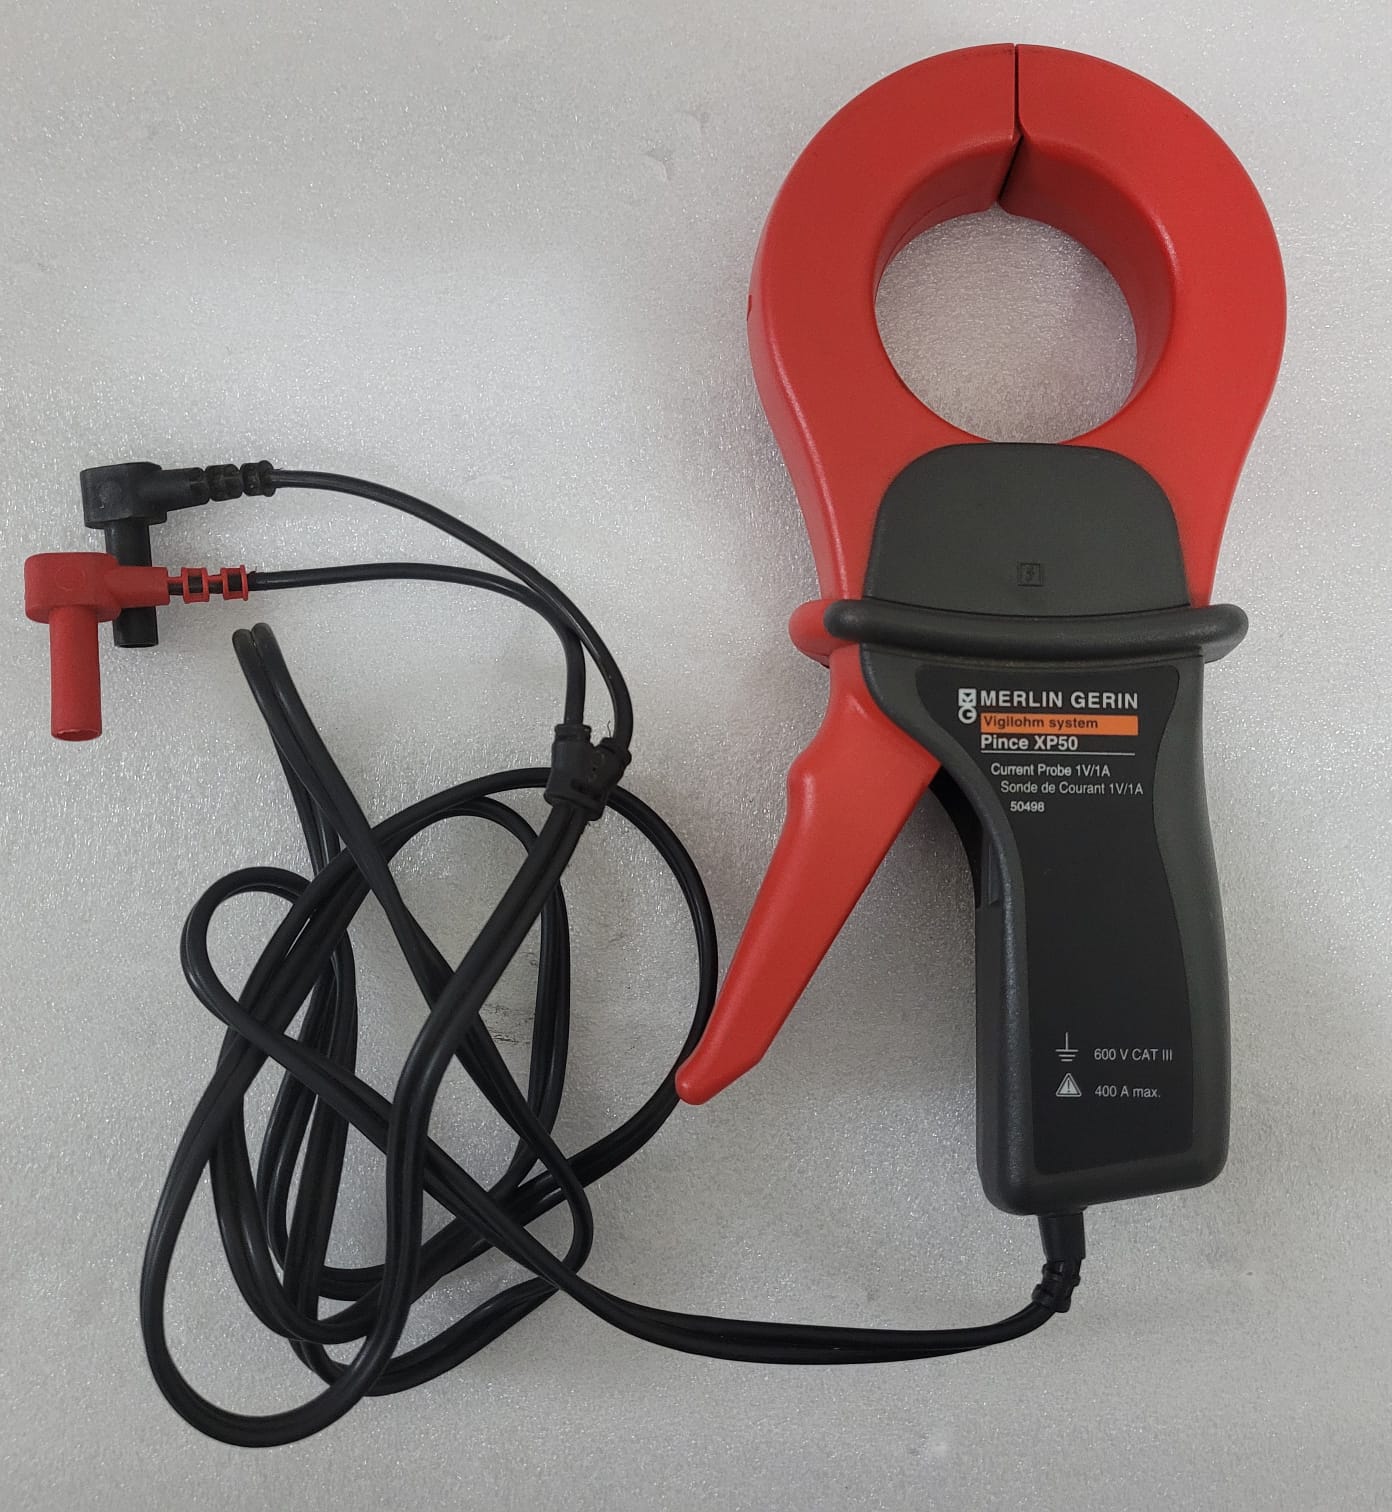 MERLIN GERIN
Vigilohm system
Pince XP50
Current Probe 1V/1A
Sonde de Courant 1V/1A
50498
600 V CAT III
400 A max.